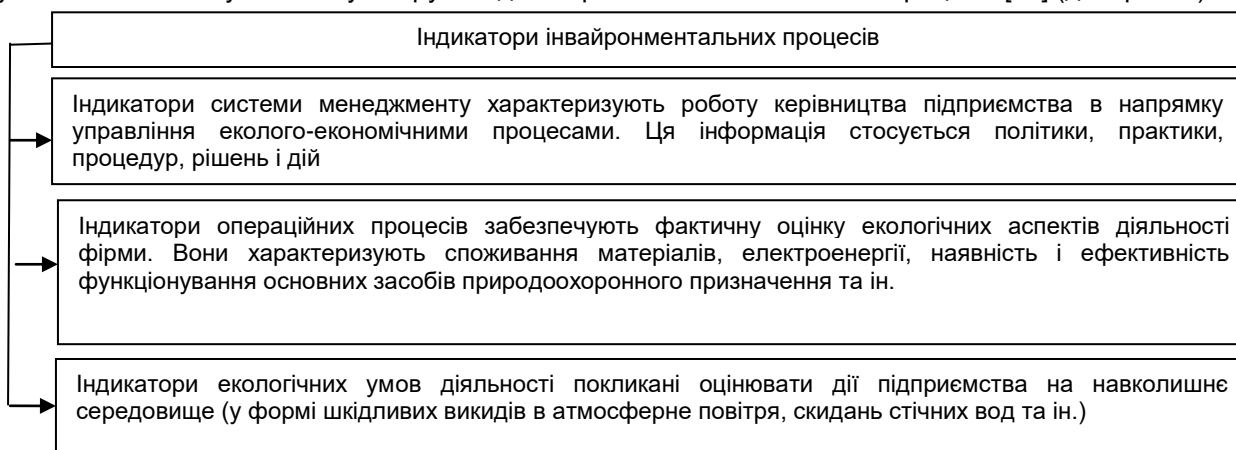 Індикатори інвайронментальних процесів
Індикатори системи менеджменту характеризують роботу керівництва підприємства в напрямку
управління еколого-економічними процесами. Ця інформація стосується політики, практики,
процедур, рішень і дій
Індикатори операційних процесів забезпечують фактичну оцінку екологічних аспектів діяльності
фірми. Вони характеризують споживання матеріалів, електроенергії, наявність і ефективність
функціонування основних засобів природоохоронного призначення та ін.
Індикатори екологічних умов діяльності покликані оцінювати дії підприємства на навколишнє
середовище (у формі шкідливих викидів в атмосферне повітря, скидань стічних вод та ін.)